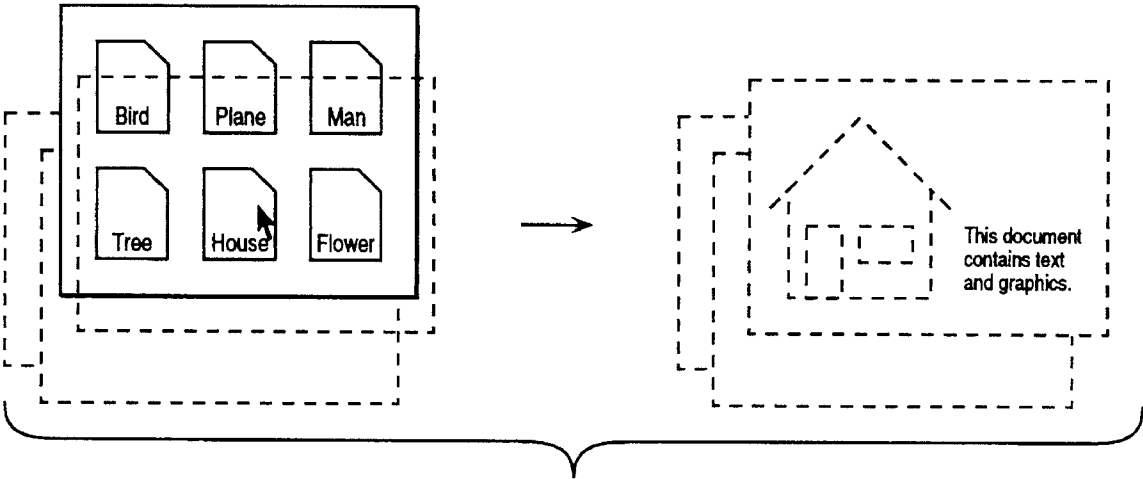 Bird
Plane
Man
Tree
House
Flower
This document
contains text
and graphics.